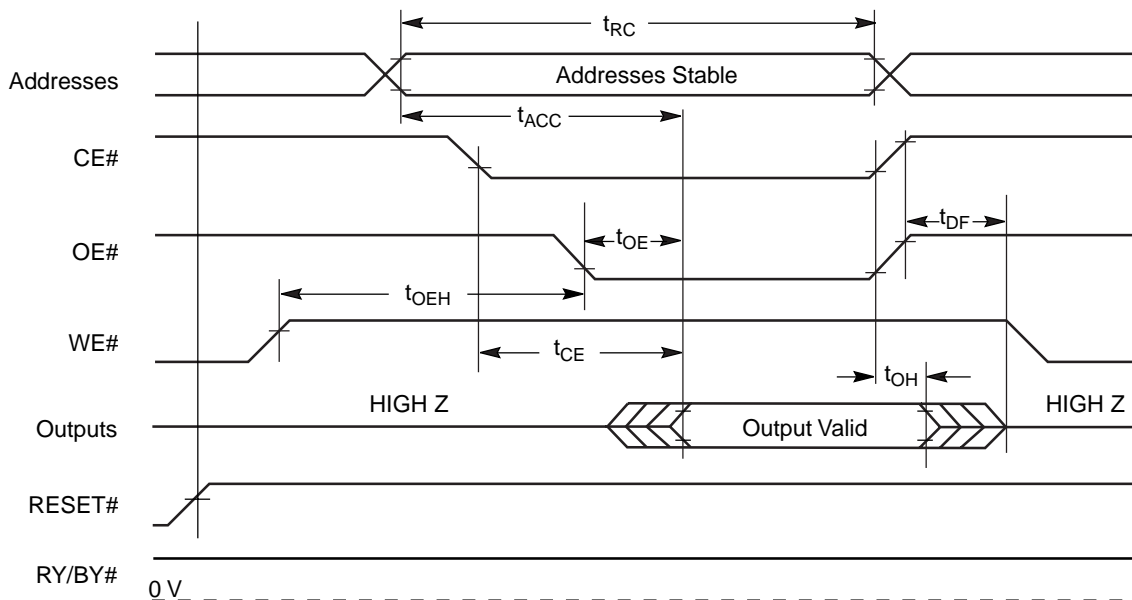 tRC
Addresses
Addresses Stable
tACC
CE#
tDF
OE#
tOE
tOEH
WE#
tCE
tOH
HIGH Z
HIGH Z
Outputs
Output Valid
RESET#
RY/BY#
0 V